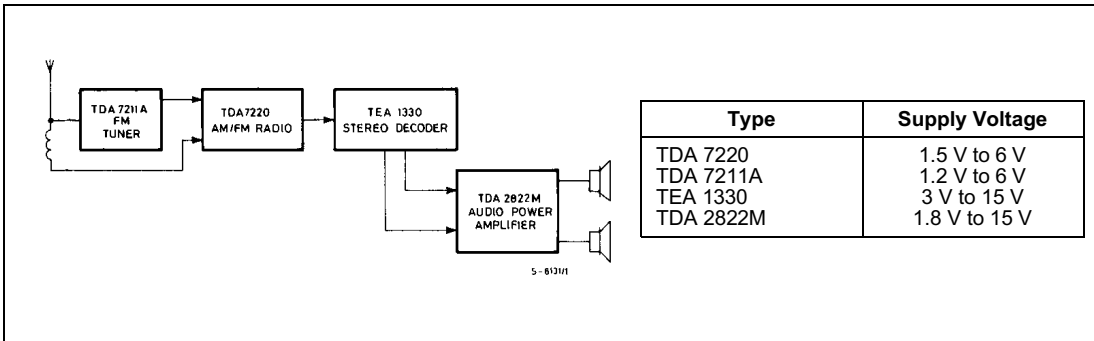 TDA 7211A
FM
TUNER
TDA7220
AM/FM RADIO
TEA 1330
STEREO DECODER
TDA 2822M
AUDIO POWER
AMPLIFIER
S-6131/1
Type Supply Voltage
TDA 7220 1.5 V to 6 V
TDA 7211A 1.2 V to 6 V
TEA 1330 3 V to 15 V
TDA 2822M 1.8 V to 15 V